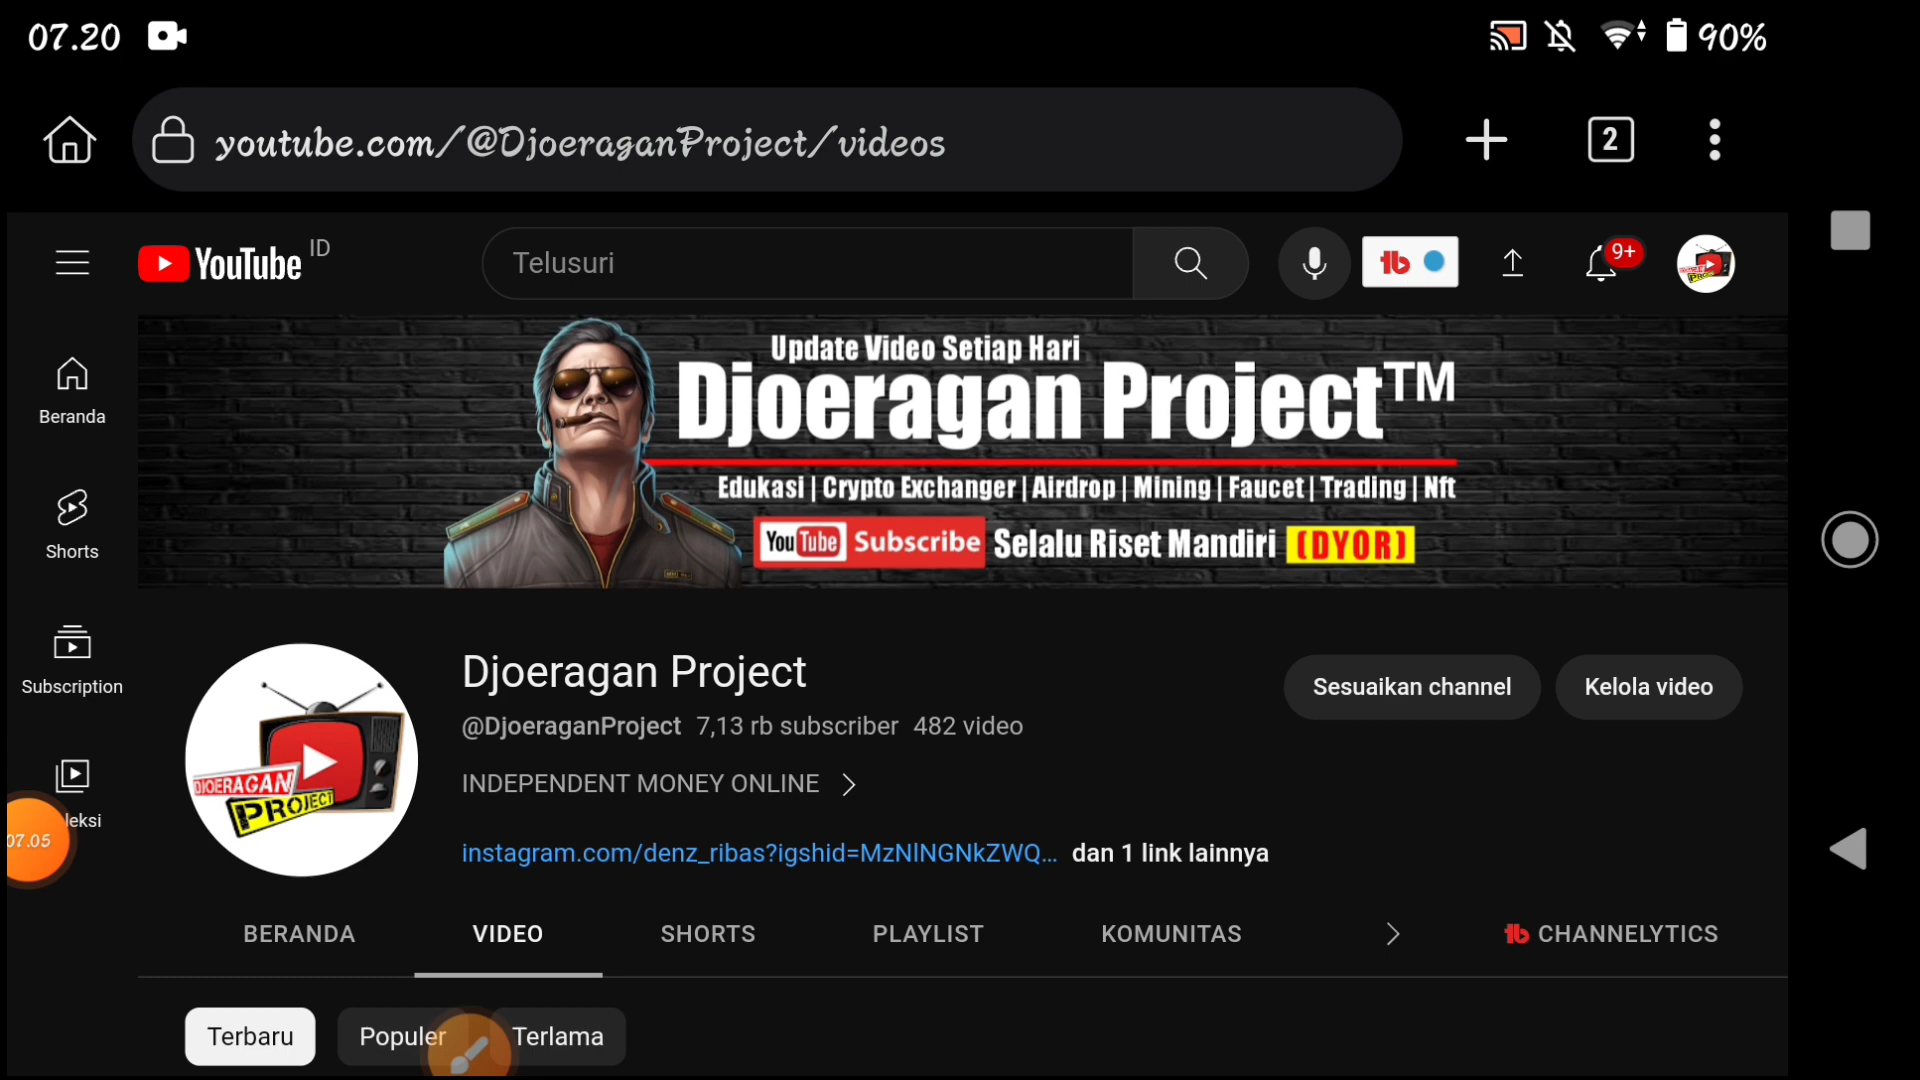 07.20
90%
youtube.com/@DjoeraganProject/videos
2
YouTube ID
Telusuri
tb
9+
Beranda
Shorts
Subscription
leksi
07.05
Update Video Setiap Hari
Djoeragan Project™
Edukasi | Crypto Exchanger | Airdrop | Mining | Faucet | Trading | Nft
YouTube Subscribe Selalu Riset Mandiri (DYOR)
DJOERAGAN
PROJECT
Djoeragan Project
@DjoeraganProject 7,13 rb subscriber 482 video
Sesuaikan channel
Kelola video
INDEPENDENT MONEY ONLINE
instagram.com/denz_ribas?igshid=MzNlNGNkZWQ... dan 1 link lainnya
BERANDA VIDEO SHORTS PLAYLIST KOMUNITAS tb CHANNELYTICS
Terbaru Populer Terlama